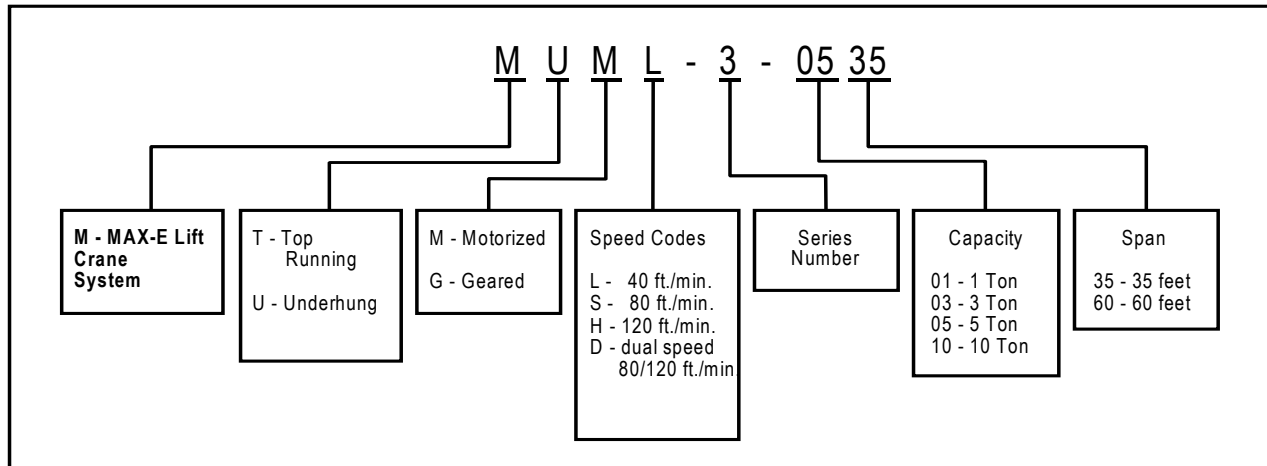 M U M L - 3 - 05 35
M - MAX-E Lift
Crane
System
T - Top
Running
U - Underhung
M - Motorized
G - Geared
Speed Codes
L - 40 ft./min.
S - 80 ft./min.
H - 120 ft./min.
D - dual speed
80/120 ft./min.
Series
Number
Capacity
01 - 1 Ton
03 - 3 Ton
05 - 5 Ton
10 - 10 Ton
Span
35 - 35 feet
60 - 60 feet